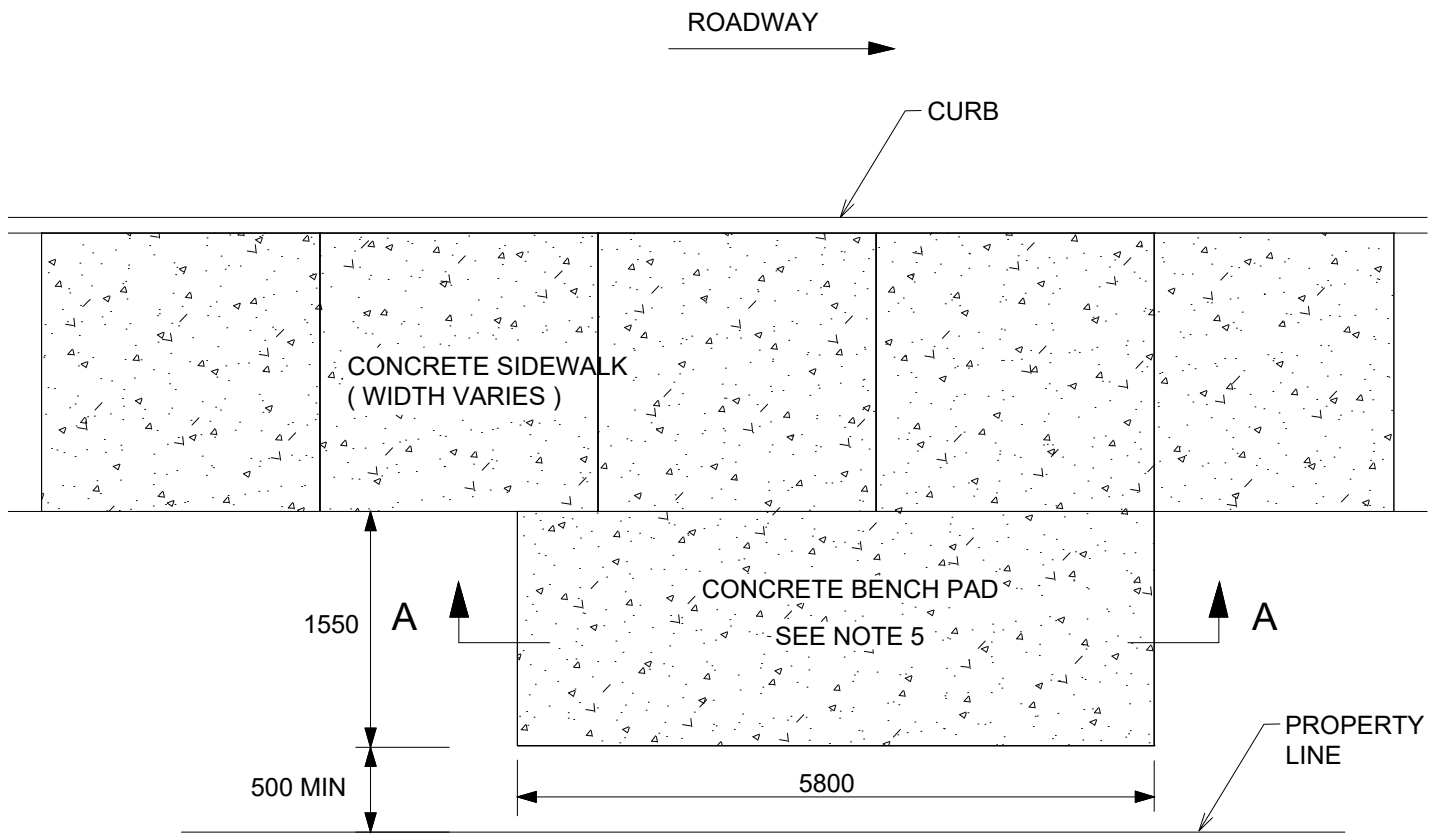 ROADWAY
CURB
CONCRETE SIDEWALK
( WIDTH VARIES )
CONCRETE BENCH PAD
SEE NOTE 5
1550
A
A
PROPERTY
LINE
500 MIN
5800